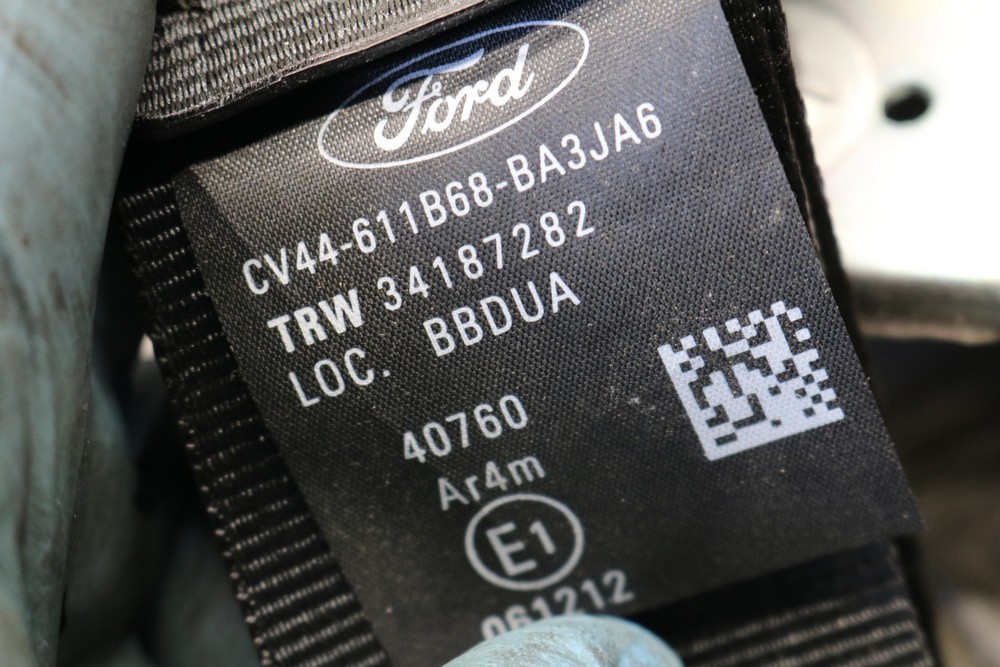 Ford
CV44-611B68-BA3JA6
TRW 34187282
LOC. BBDUA
40760
Ar4m
E1
061212